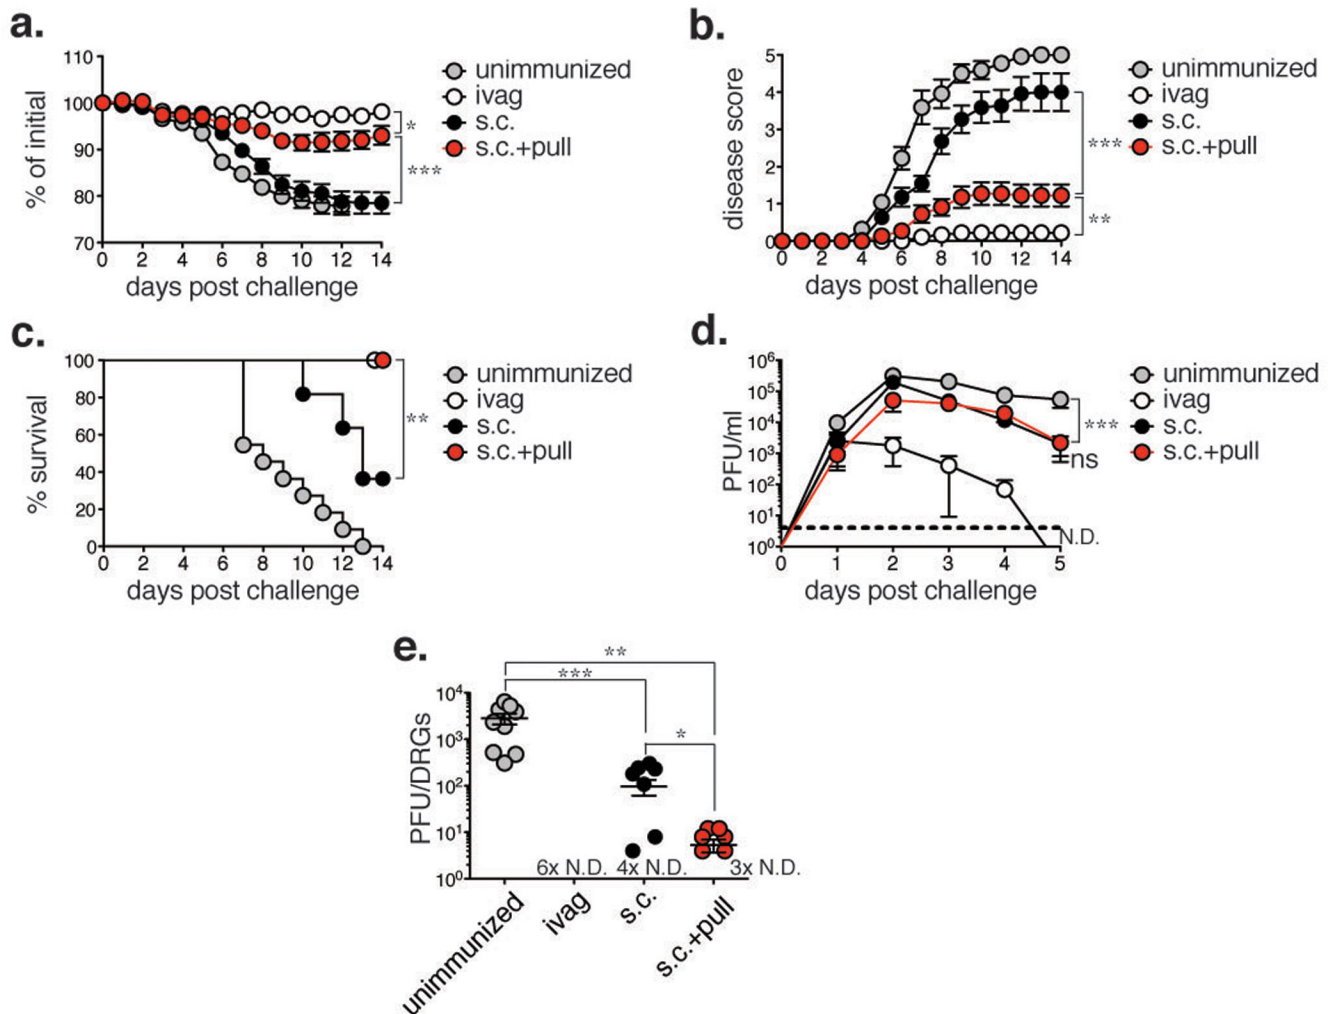 a.
110
100
90
80
70
% of initial
0 2 4 6 8 10 12 14
days post challenge
unimmunized
ivag
s.c.
s.c.+pull
*
***
b.
5
4
3
2
1
0
disease score
0 2 4 6 8 10 12 14
days post challenge
unimmunized
ivag
s.c.
s.c.+pull
***
**
c.
100
80
60
40
20
0
% survival
0 2 4 6 8 10 12 14
days post challenge
unimmunized
ivag
s.c.
s.c.+pull
**
d.
10⁶
10⁵
10⁴
10³
10²
10¹
10⁰
PFU/ml
0 1 2 3 4 5
days post challenge
unimmunized
ivag
s.c.
s.c.+pull
***
ns
N.D.
e.
**
***
*
10⁴
10³
10²
10¹
10⁰
PFU/DRGs
6x N.D. 4x N.D. 3x N.D.
unimmunized
ivag
s.c.
s.c.+pull